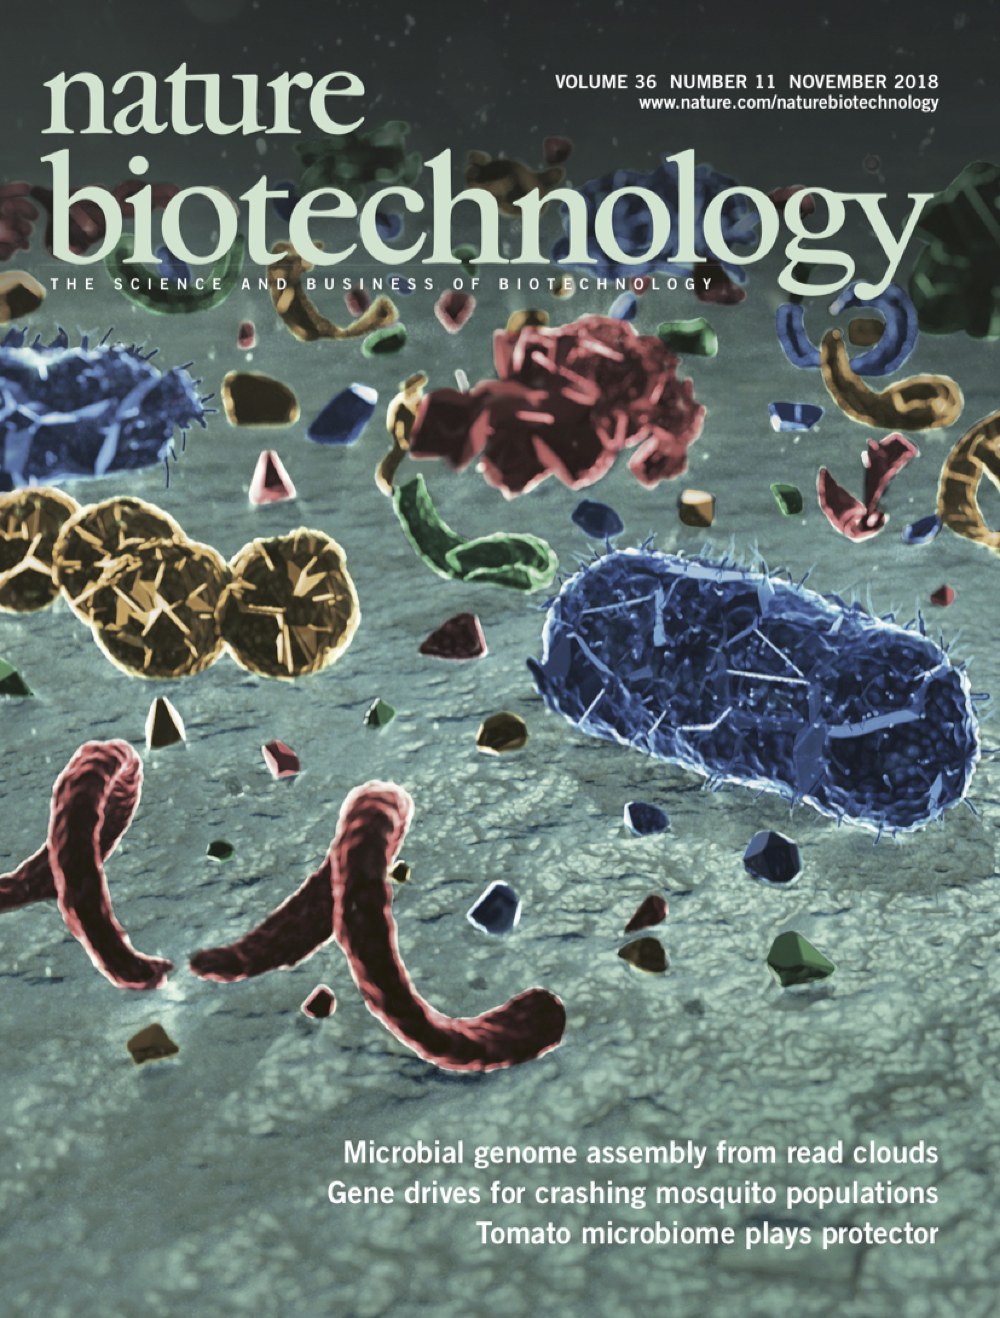 nature
VOLUME 36 NUMBER 11 NOVEMBER 2018
www.nature.com/naturebiotechnology
biotechnology
THE SCIENCE AND BUSINESS OF BIOTECHNOLOGY
Microbial genome assembly from read clouds
Gene drives for crashing mosquito populations
Tomato microbiome plays protector